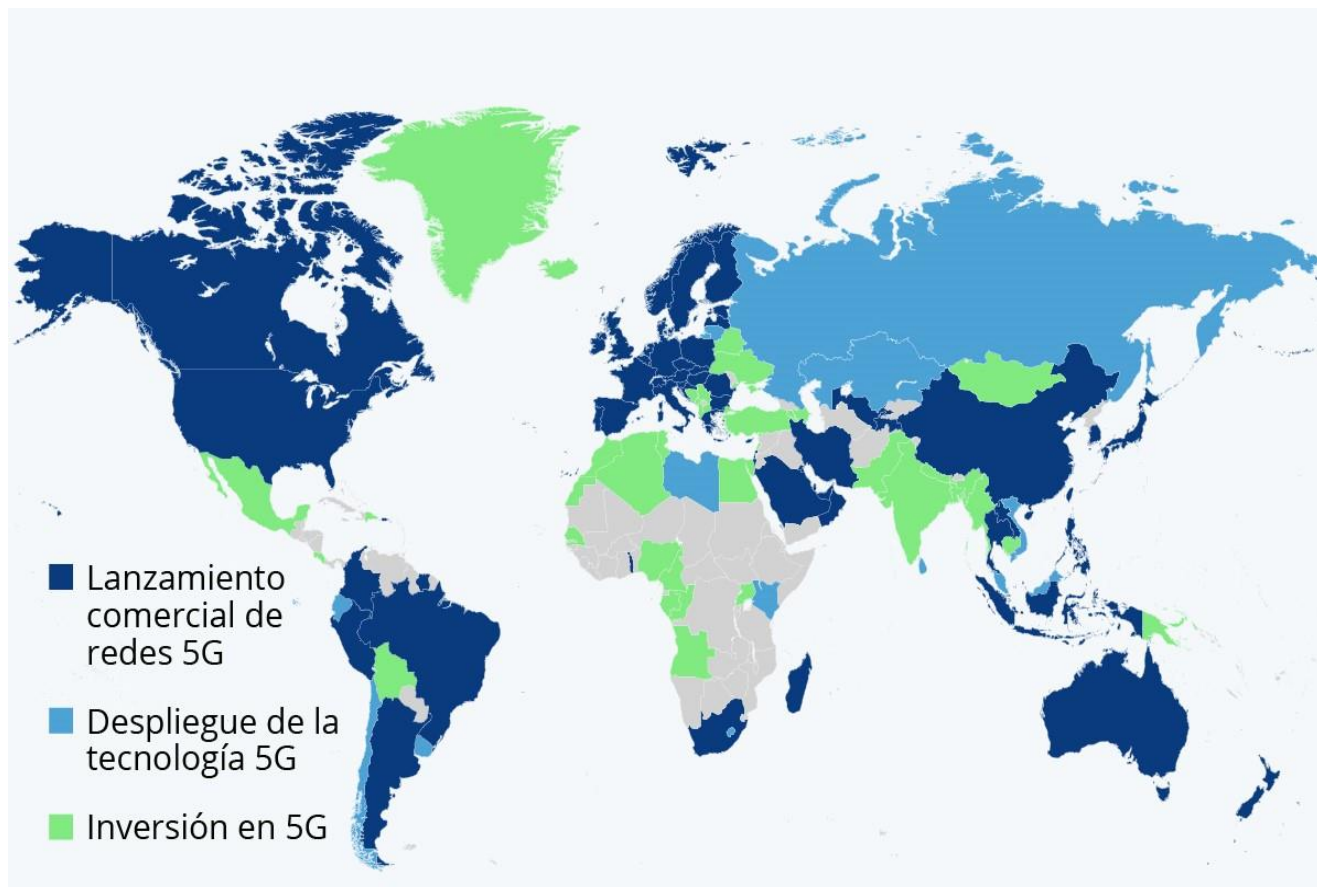 Lanzamiento
comercial de
redes 5G
Despliegue de la
tecnología 5G
Inversión en 5G